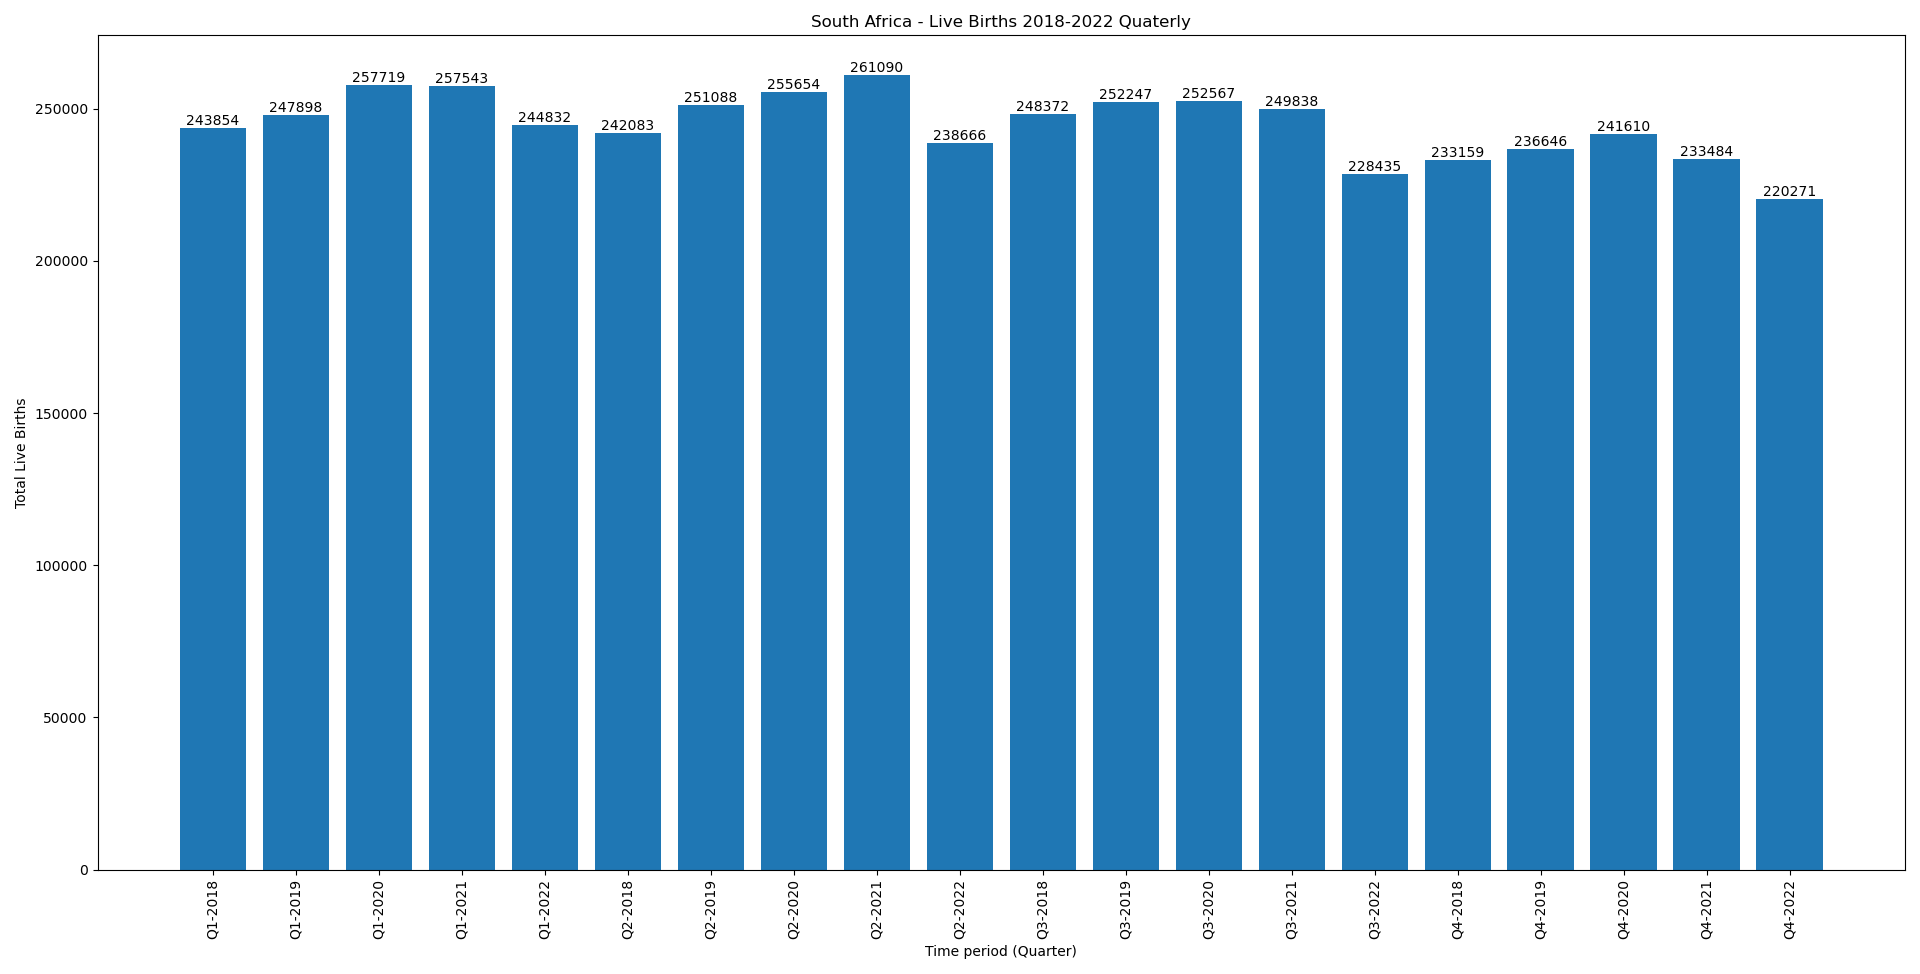 South Africa - Live Births 2018-2022 Quaterly
Total Live Births
250000
200000
150000
100000
50000
0
243854
247898
257719
257543
244832
242083
251088
255654
261090
238666
248372
252247
252567
249838
228435
233159
236646
241610
233484
220271
Q1-2018
Q1-2019
Q1-2020
Q1-2021
Q1-2022
Q2-2018
Q2-2019
Q2-2020
Q2-2021
Q2-2022
Q3-2018
Q3-2019
Q3-2020
Q3-2021
Q3-2022
Q4-2018
Q4-2019
Q4-2020
Q4-2021
Q4-2022
Time period (Quarter)